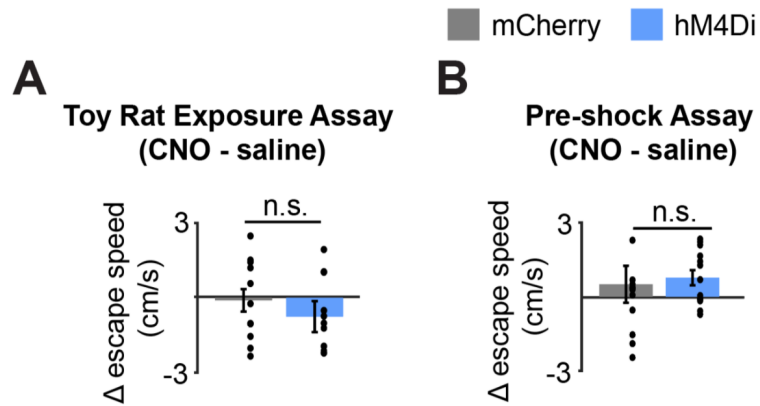 mCherry hM4Di
A
Toy Rat Exposure Assay
(CNO - saline)
n.s.
3
-3
Δ escape speed
(cm/s)
B
Pre-shock Assay
(CNO - saline)
n.s.
3
-3
Δ escape speed
(cm/s)